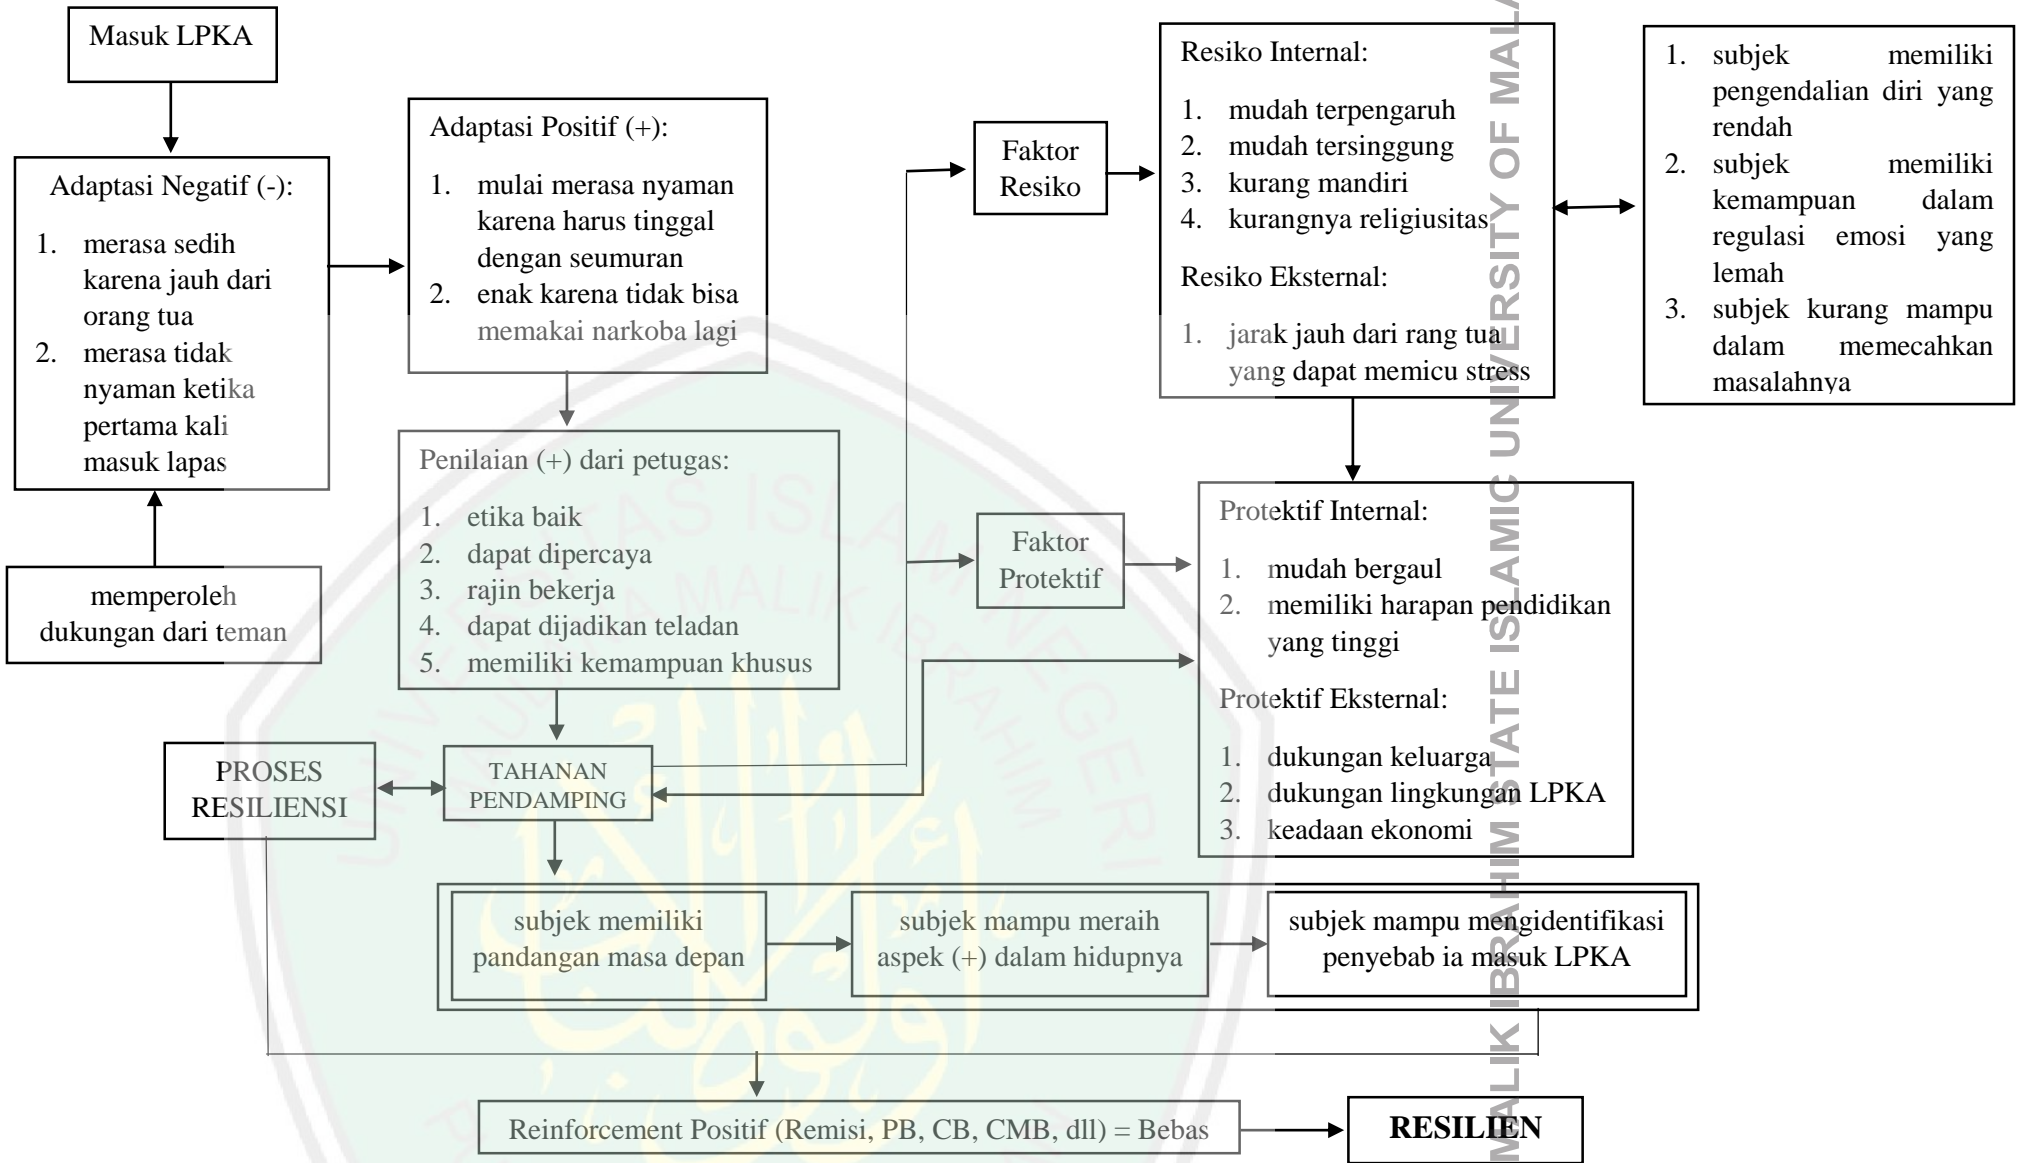 Masuk LPKA
Adaptasi Negatif (-):
1. merasa sedih
karena jauh dari
orang tua
2. merasa tidak
nyaman ketika
pertama kali
masuk lapas
memperoleh
dukungan dari teman
Adaptasi Positif (+):
1. mulai merasa nyaman
karena harus tinggal
dengan seumuran
2. enak karena tidak bisa
memakai narkoba lagi
Penilaian (+) dari petugas:
1. etika baik
2. dapat dipercaya
3. rajin bekerja
4. dapat dijadikan teladan
5. memiliki kemampuan khusus
PROSES
RESILIENSI
TAHANAN
PENDAMPING
Faktor
Resiko
Resiko Internal:
1. mudah terpengaruh
2. mudah tersinggung
3. kurang mandiri
4. kurangnya religiusitas
Resiko Eksternal:
1. jarak jauh dari rang tua
yang dapat memicu stress
1. subjek memiliki
pengendalian diri yang
rendah
2. subjek memiliki
kemampuan dalam
regulasi emosi yang
lemah
3. subjek kurang mampu
dalam memecahkan
masalahnya
Faktor
Protektif
Protektif Internal:
1. mudah bergaul
2. memiliki harapan pendidikan
yang tinggi
Protektif Eksternal:
1. dukungan keluarga
2. dukungan lingkungan LPKA
3. keadaan ekonomi
subjek memiliki
pandangan masa depan
subjek mampu meraih
aspek (+) dalam hidupnya
subjek mampu mengidentifikasi
penyebab ia masuk LPKA
Reinforcement Positif (Remisi, PB, CB, CMB, dll) = Bebas
RESILIEN
MALIK IBRAHIM STATE ISLAMIC UNIVERSITY OF
UNIVERSITAS ISLAM NEGERI
MAULANA MALIK IBRAHIM